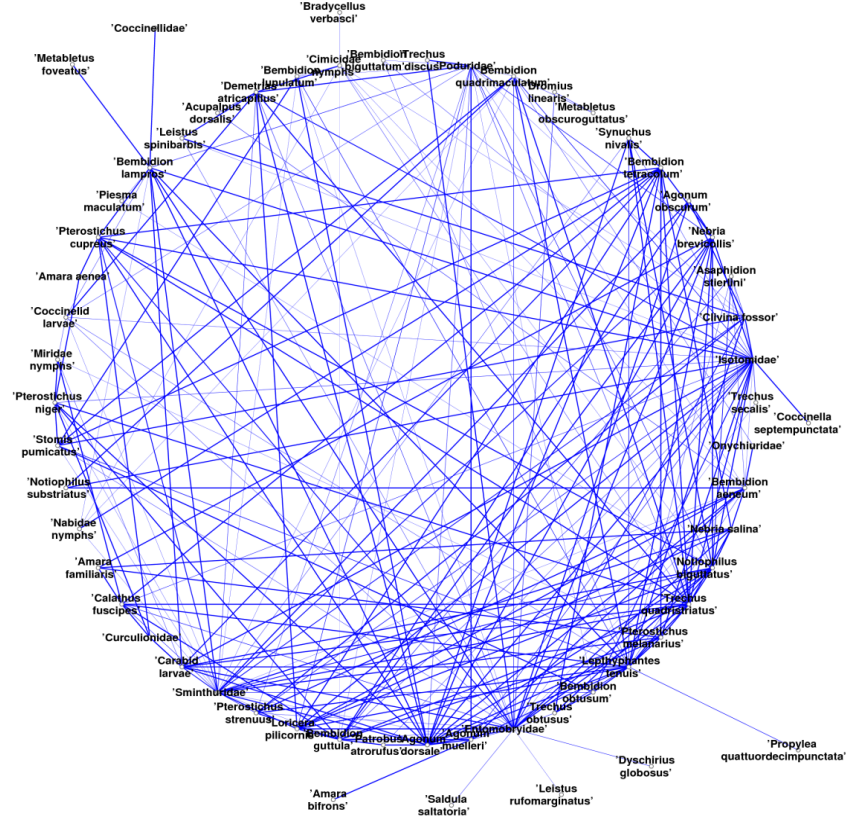 'Bradycellus
verbasci'
'Coccinellidae'
'Metabletus
foveatus'
'Cimicidae
nymphs'
'Bembidion
biguttatum'
'Trechus
discus'
'Poduridae'
'Bembidion
quadrimaculatum'
'Bembidion
lunulatum'
'Demetrias
atricapillus'
'Dromius
linearis'
'Acupalpus
dorsalis'
'Metabletus
obscuroguttatus'
'Leistus
spinibarbis'
'Synuchus
nivalis'
'Bembidion
lampros'
'Bembidion
tetracolum'
'Piesma
maculatum'
'Agonum
obscurum'
'Pterostichus
cupreus'
'Nebria
brevicollis'
'Amara aenea'
'Asaphidion
stierlini'
'Coccinelid
larvae'
'Clivina fossor'
'Miridae
nymphs'
'Isotomidae'
'Pterostichus
niger'
'Trechus
secalis'
'Coccinella
septempunctata'
'Stomis
pumicatus'
'Onychiuridae'
'Notiophilus
substriatus'
'Bembidion
aeneum'
'Nabidae
nymphs'
'Nebria salina'
'Amara
familiaris'
'Notiophilus
biguttatus'
'Calathus
fuscipes'
'Trechus
quadristriatus'
'Curculionidae
'Pterostichus
melanarius'
'Carabid
larvae'
'Lepthyphantes
tenuis'
'Sminthuridae'
'Bembidion
obtusum'
'Pterostichus
strenuus'
'Trechus
obtusus'
'Loricera
pilicornis'
'Bembidion
guttula'
'Patrobus
atrorufus'
'Agonum
dorsale'
'Agonum
muelleri'
'Entomobryidae'
'Propylea
quattuordecimpunctata'
'Dyschirius
globosus'
'Amara
bifrons'
'Saldula
saltatoria'
'Leistus
rufomarginatus'